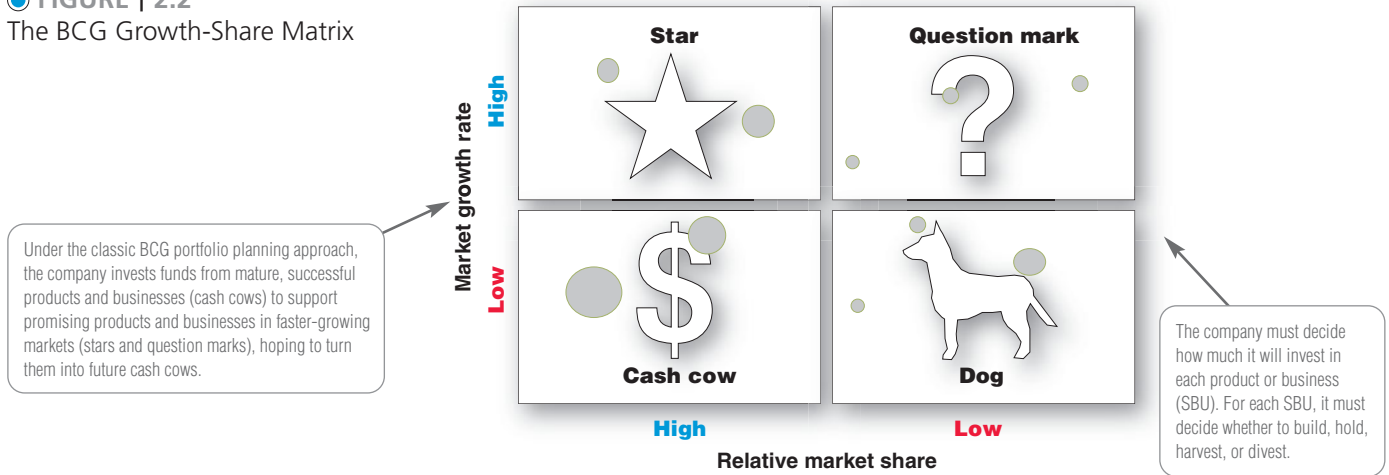 FIGURE | 2.2
The BCG Growth-Share Matrix
Star
Question mark
?
High
Market growth rate
Low
$
Cash cow
Dog
High
Low
Relative market share
Under the classic BCG portfolio planning approach,
the company invests funds from mature, successful
products and businesses (cash cows) to support
promising products and businesses in faster-growing
markets (stars and question marks), hoping to turn
them into future cash cows.
The company must decide
how much it will invest in
each product or business
(SBU). For each SBU, it must
decide whether to build, hold,
harvest, or divest.